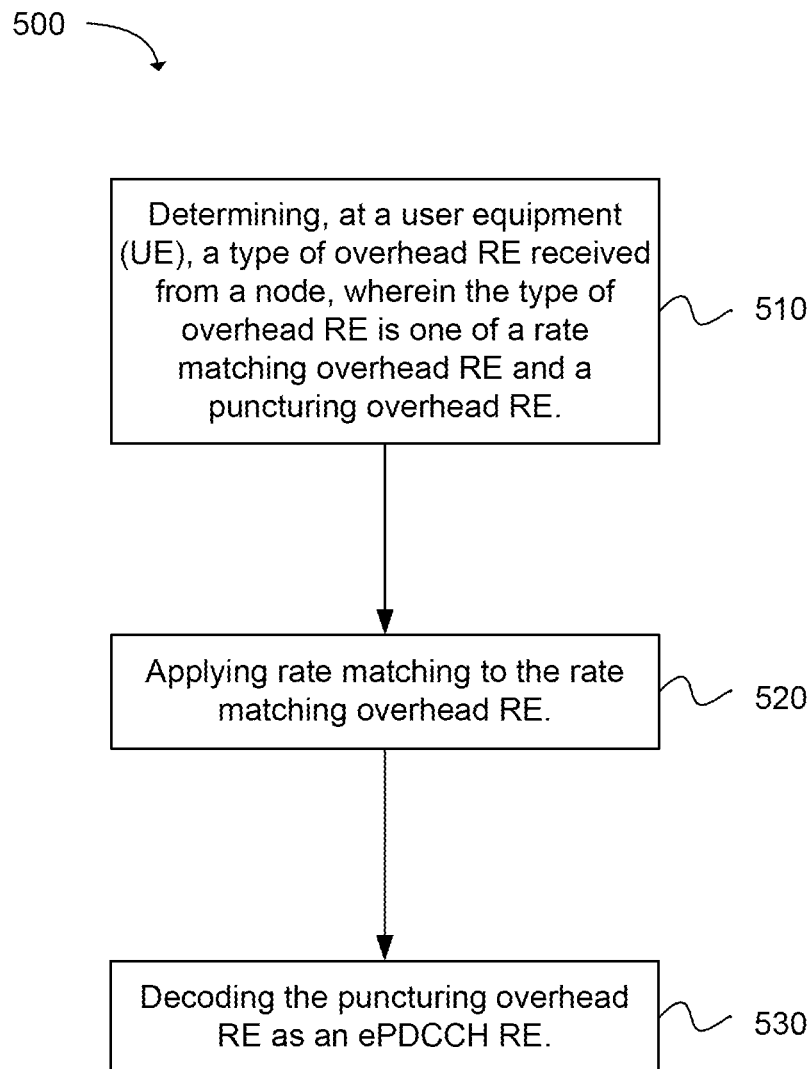 500
Determining, at a user equipment
(UE), a type of overhead RE received
from a node, wherein the type of
overhead RE is one of a rate
matching overhead RE and a
puncturing overhead RE.
510
Applying rate matching to the rate
matching overhead RE.
520
Decoding the puncturing overhead
RE as an ePDCCH RE.
530